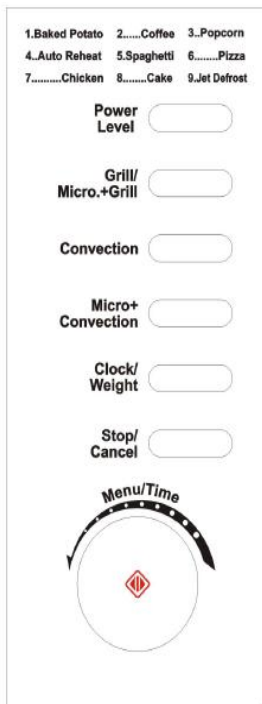 1.Baked Potato 2......Coffee 3..Popcorn
4..Auto Reheat 5.Spaghetti 6........Pizza
7..........Chicken 8........Cake 9.Jet Defrost
Power
Level
Grill/
Micro.+Grill
Convection
Micro+
Convection
Clock/
Weight
Stop/
Cancel
Menu/Time